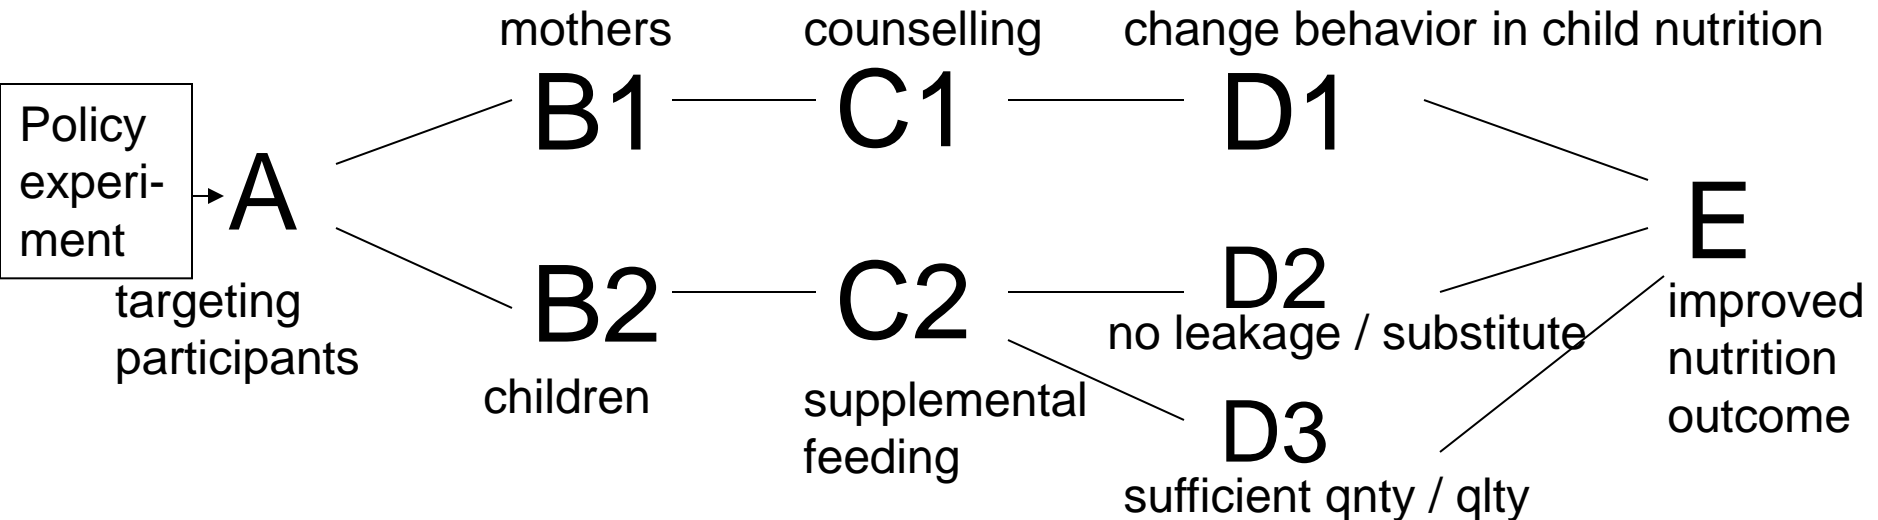 mothers
counselling
change behavior in child nutrition
B1
C1
D1
Policy
experi-
ment
A
targeting
participants
B2
children
C2
supplemental
feeding
D2
no leakage / substitute
D3
sufficient qnty / qlty
E
improved
nutrition
outcome